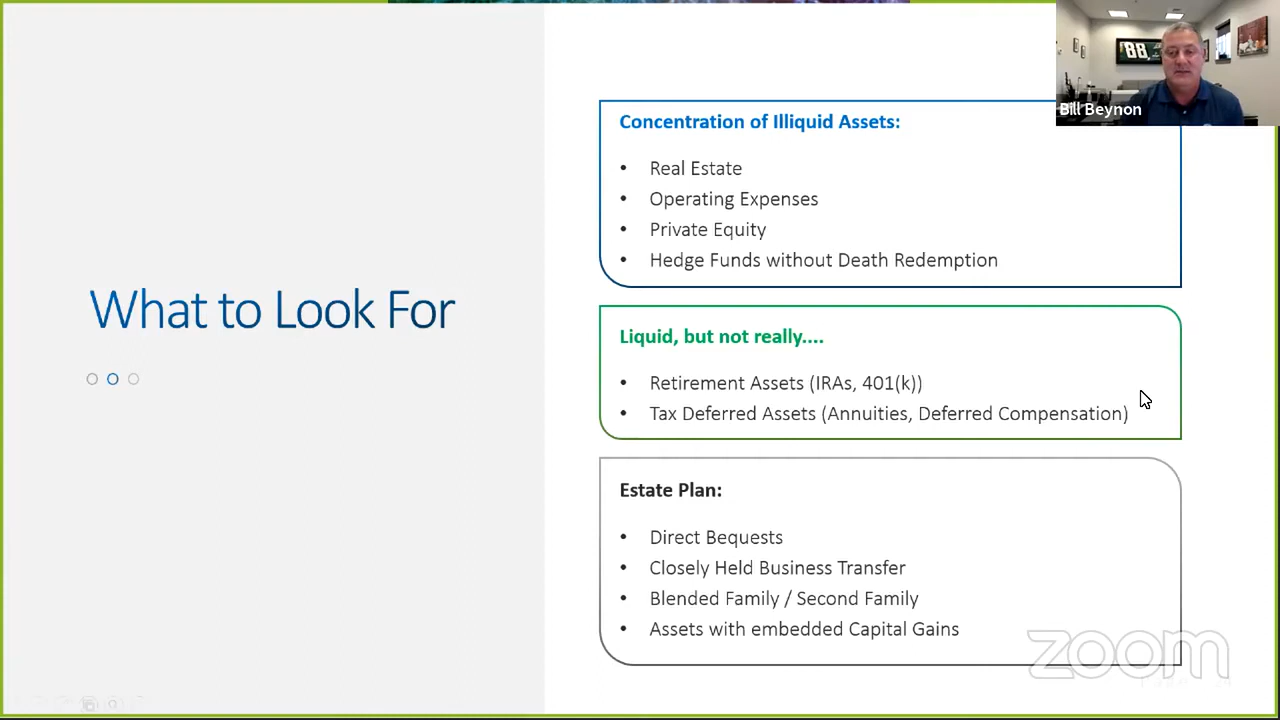 88
Bill Beynon
What to Look For
Concentration of Illiquid Assets:
• Real Estate
• Operating Expenses
• Private Equity
• Hedge Funds without Death Redemption
Liquid, but not really....
• Retirement Assets (IRAs, 401(k))
• Tax Deferred Assets (Annuities, Deferred Compensation)
Estate Plan:
• Direct Bequests
• Closely Held Business Transfer
• Blended Family / Second Family
• Assets with embedded Capital Gains
zoom